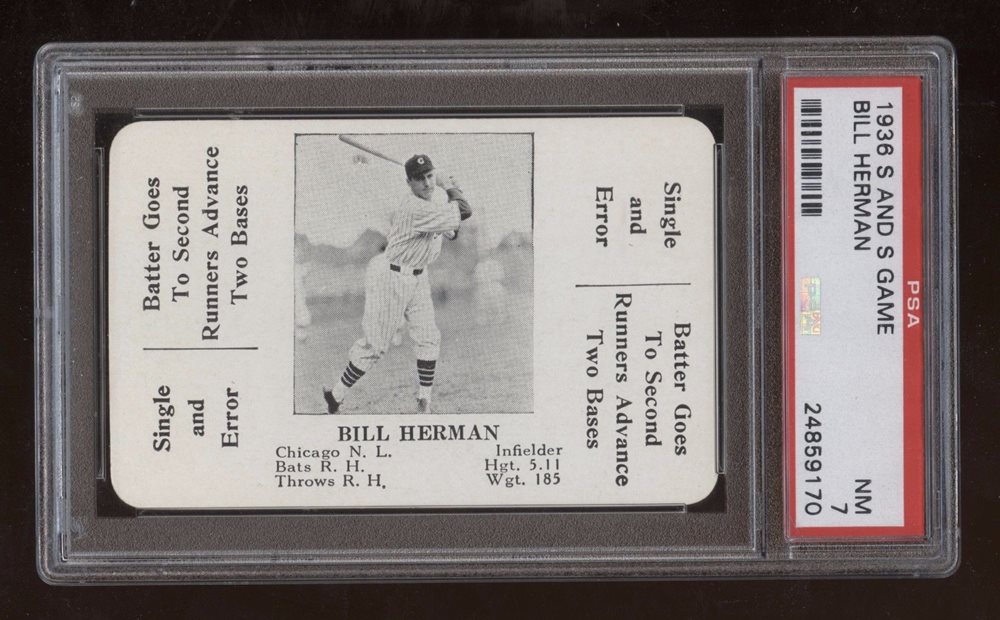 Batter Goes
To Second
Runners Advance
Two Bases
Single
and
Error
BILL HERMAN
Chicago N. L.
Bats R. H.
Throws R. H.
Infielder
Hgt. 5.11
Wgt. 185
Single
and
Error
Batter Goes
To Second
Runners Advance
Two Bases
PSA
1936 S AND S GAME
BILL HERMAN
NM
7
24859170